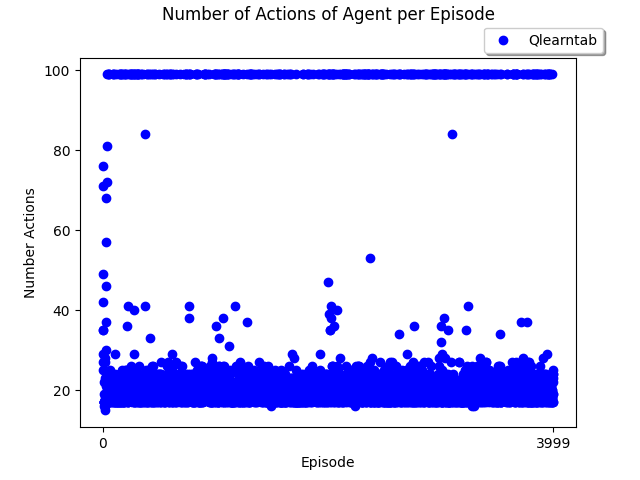 Number of Actions of Agent per Episode
Qlearntab
100
80
60
40
20
Number Actions
0
3999
Episode